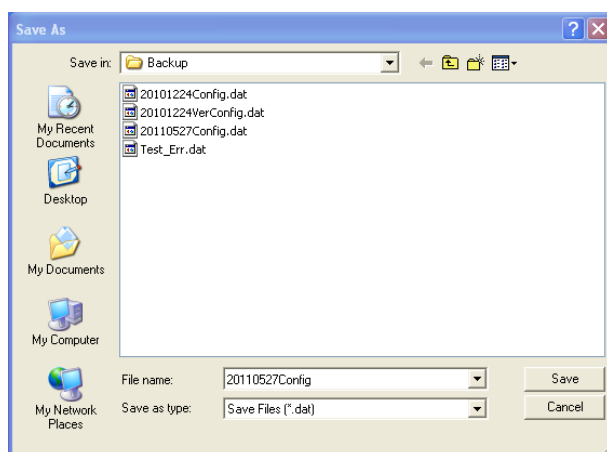 Save As
Save in:
Backup
20101224Config.dat
20101224VerConfig.dat
20110527Config.dat
Test_Err.dat
My Recent
Documents
Desktop
My Documents
My Computer
My Network
Places
File name:
20110527Config
Save
Save as type:
Save Files (*.dat)
Cancel